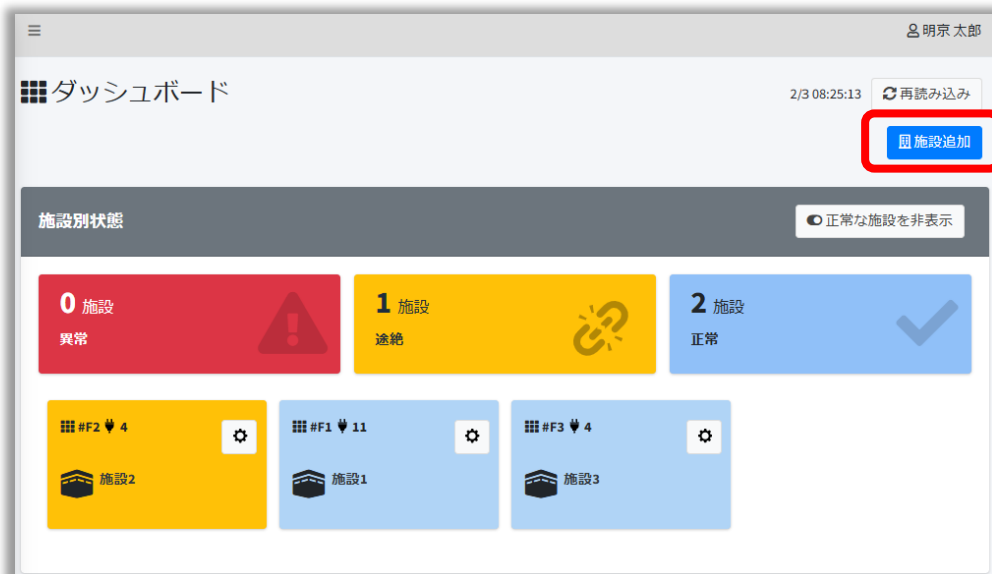 明京 太郎
ダッシュボード
2/3 08:25:13 再読み込み
施設追加
施設別状態
正常な施設を非表示
0 施設
異常
1 施設
途絶
2 施設
正常
#F2 4
施設2
#F1 11
施設1
#F3 4
施設3